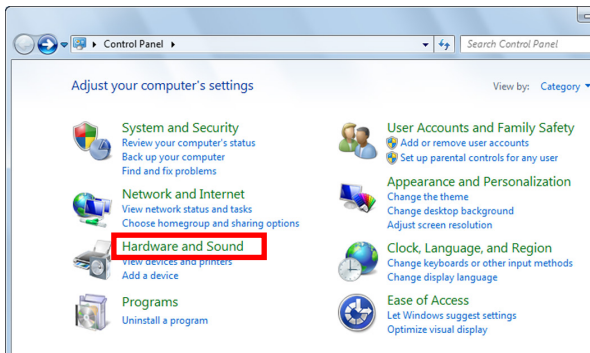 Control Panel
Search Control Panel
Adjust your computer's settings
View by: Category
System and Security
Review your computer's status
Back up your computer
Find and fix problems
Network and Internet
View network status and tasks
Choose homegroup and sharing options
Hardware and Sound
View devices and printers
Add a device
Programs
Uninstall a program
User Accounts and Family Safety
Add or remove user accounts
Set up parental controls for any user
Appearance and Personalization
Change the theme
Change desktop background
Adjust screen resolution
Clock, Language, and Region
Change keyboards or other input methods
Change display language
Ease of Access
Let Windows suggest settings
Optimize visual display